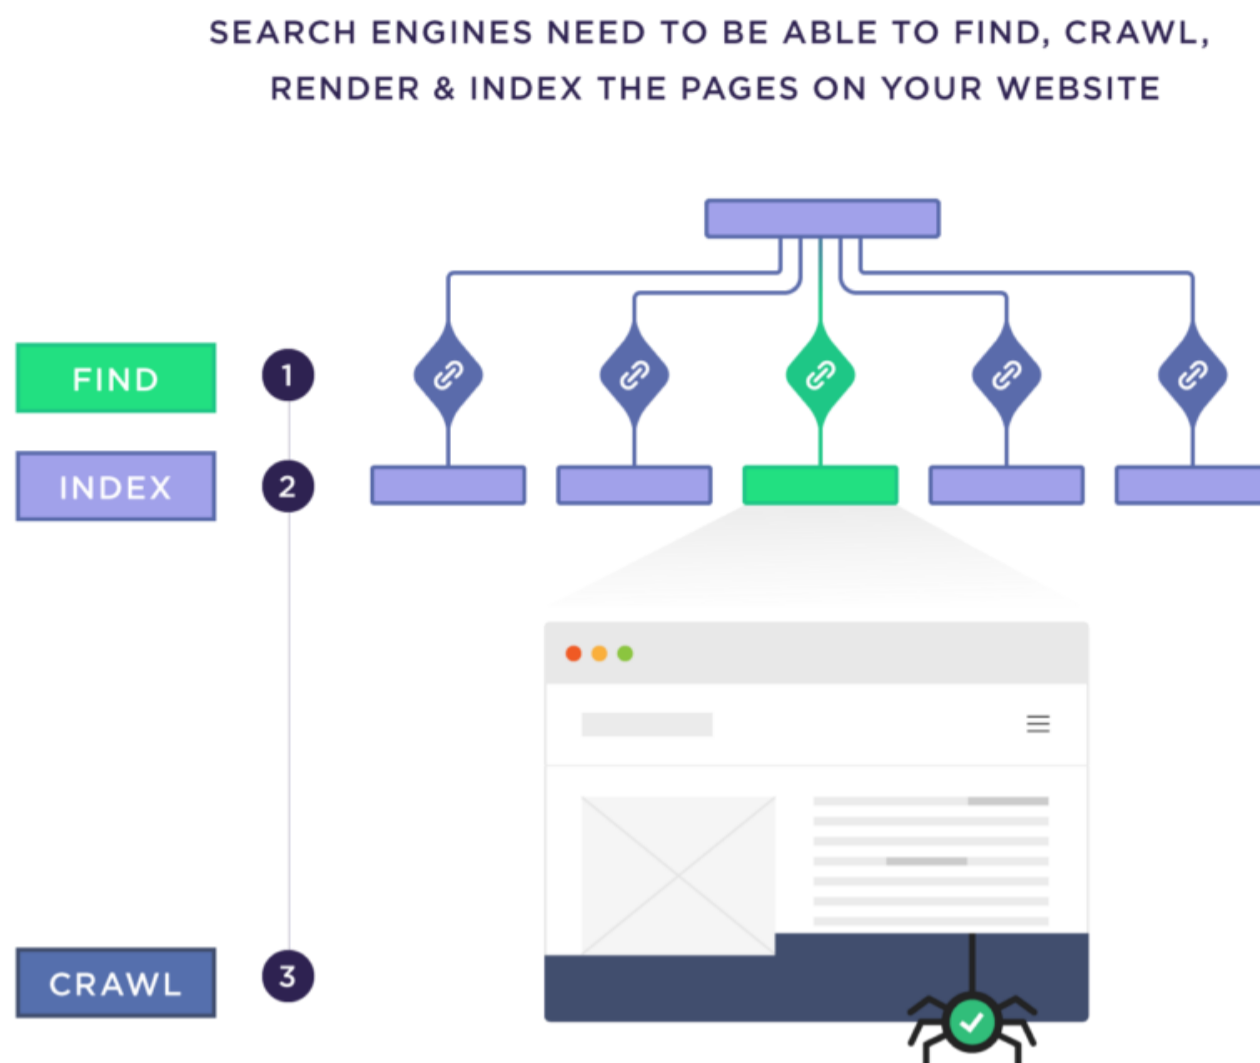 SEARCH ENGINES NEED TO BE ABLE TO FIND, CRAWL,
RENDER & INDEX THE PAGES ON YOUR WEBSITE
FIND 1
INDEX 2
CRAWL 3